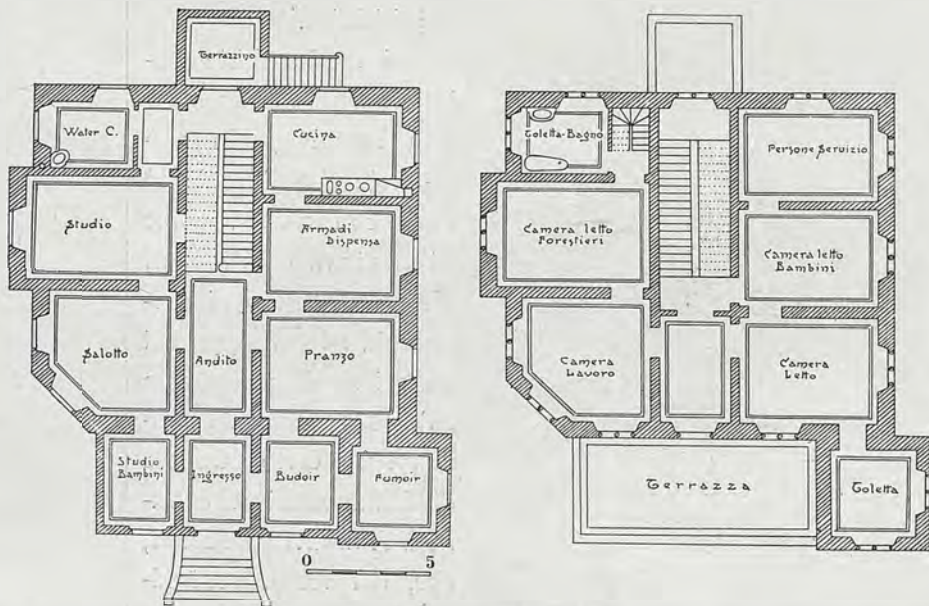 Terrazzino
Water C.
Cucina
Studio
Armadi
Dispensa
Salotto
Andito
Pranzo
Studio
Bambini
Ingresso
Budoir
Fumoir
0 5
Toletta-Bagno
Persone Servizio
Camera letto
Forestieri
Camera letto
Bambini
Camera
Lavoro
Camera
Letto
Terrazza
Toletta